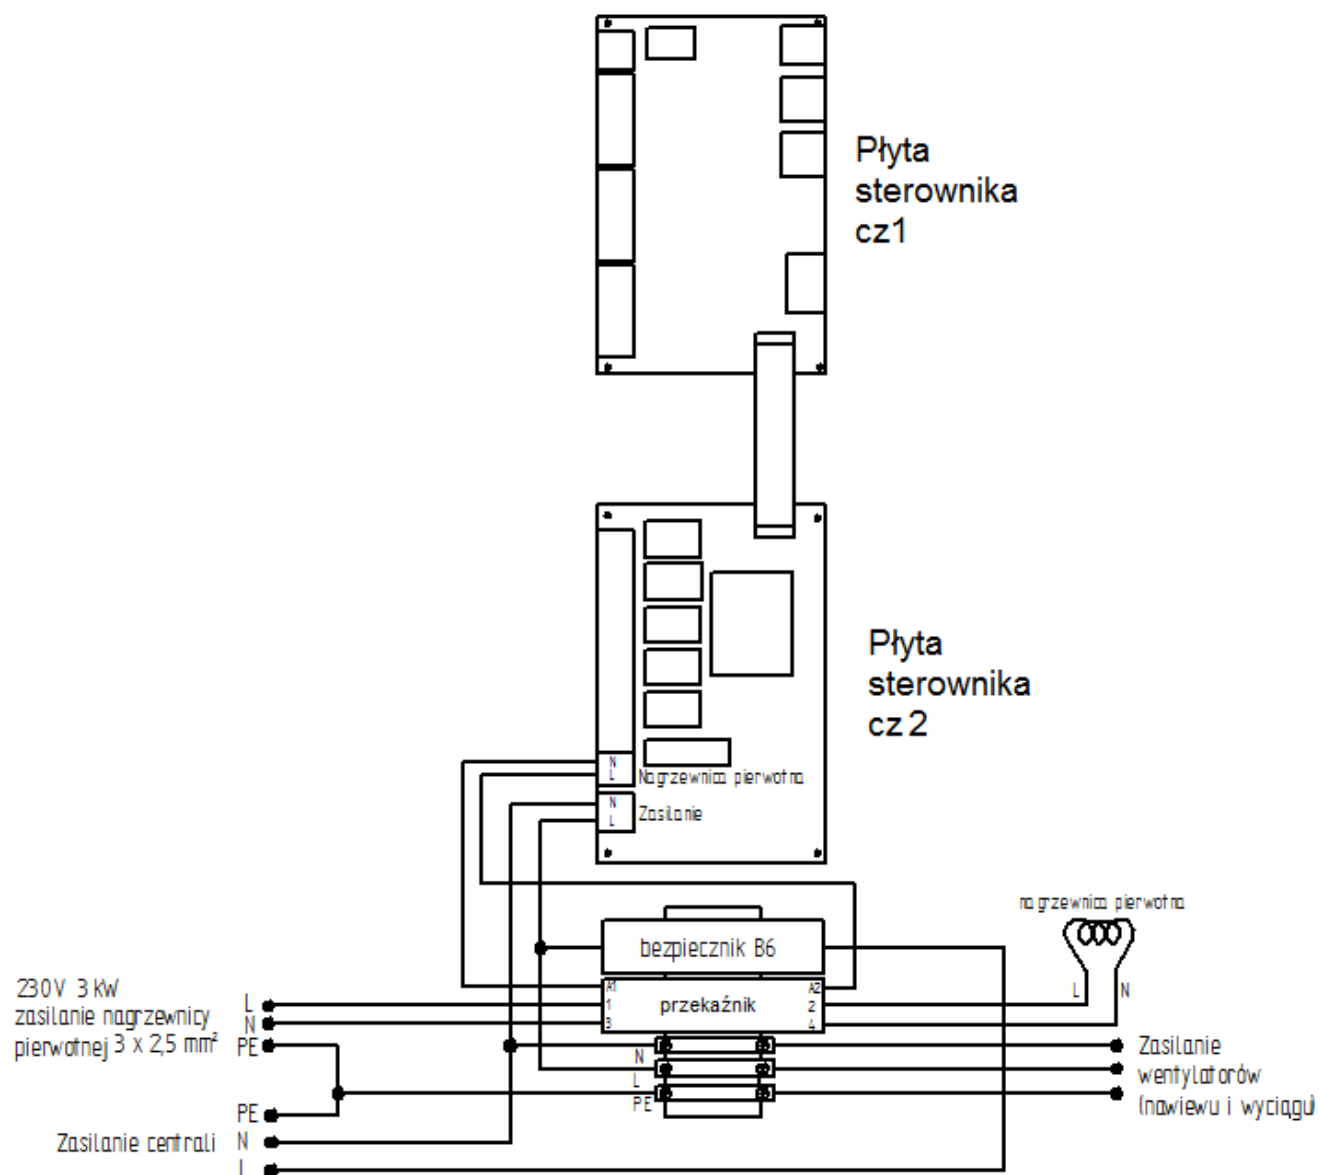 Płyta
sterownika
cz1
Płyta
sterownika
cz 2
N
L
Nagrzewnica pierwotna
N
L
Zasilanie
nagrzewnica pierwotna
L
N
bezpiecznik B6
A1
A2
1
przekaźnik
2
3
4
230V 3 kW
zasilanie nagrzewnicy
pierwotnej 3 x 2,5 mm²
L
N
PE
N
L
PE
Zasilanie
wentylatorów
(nawiewu i wyciągu)
PE
Zasilanie centrali N
L